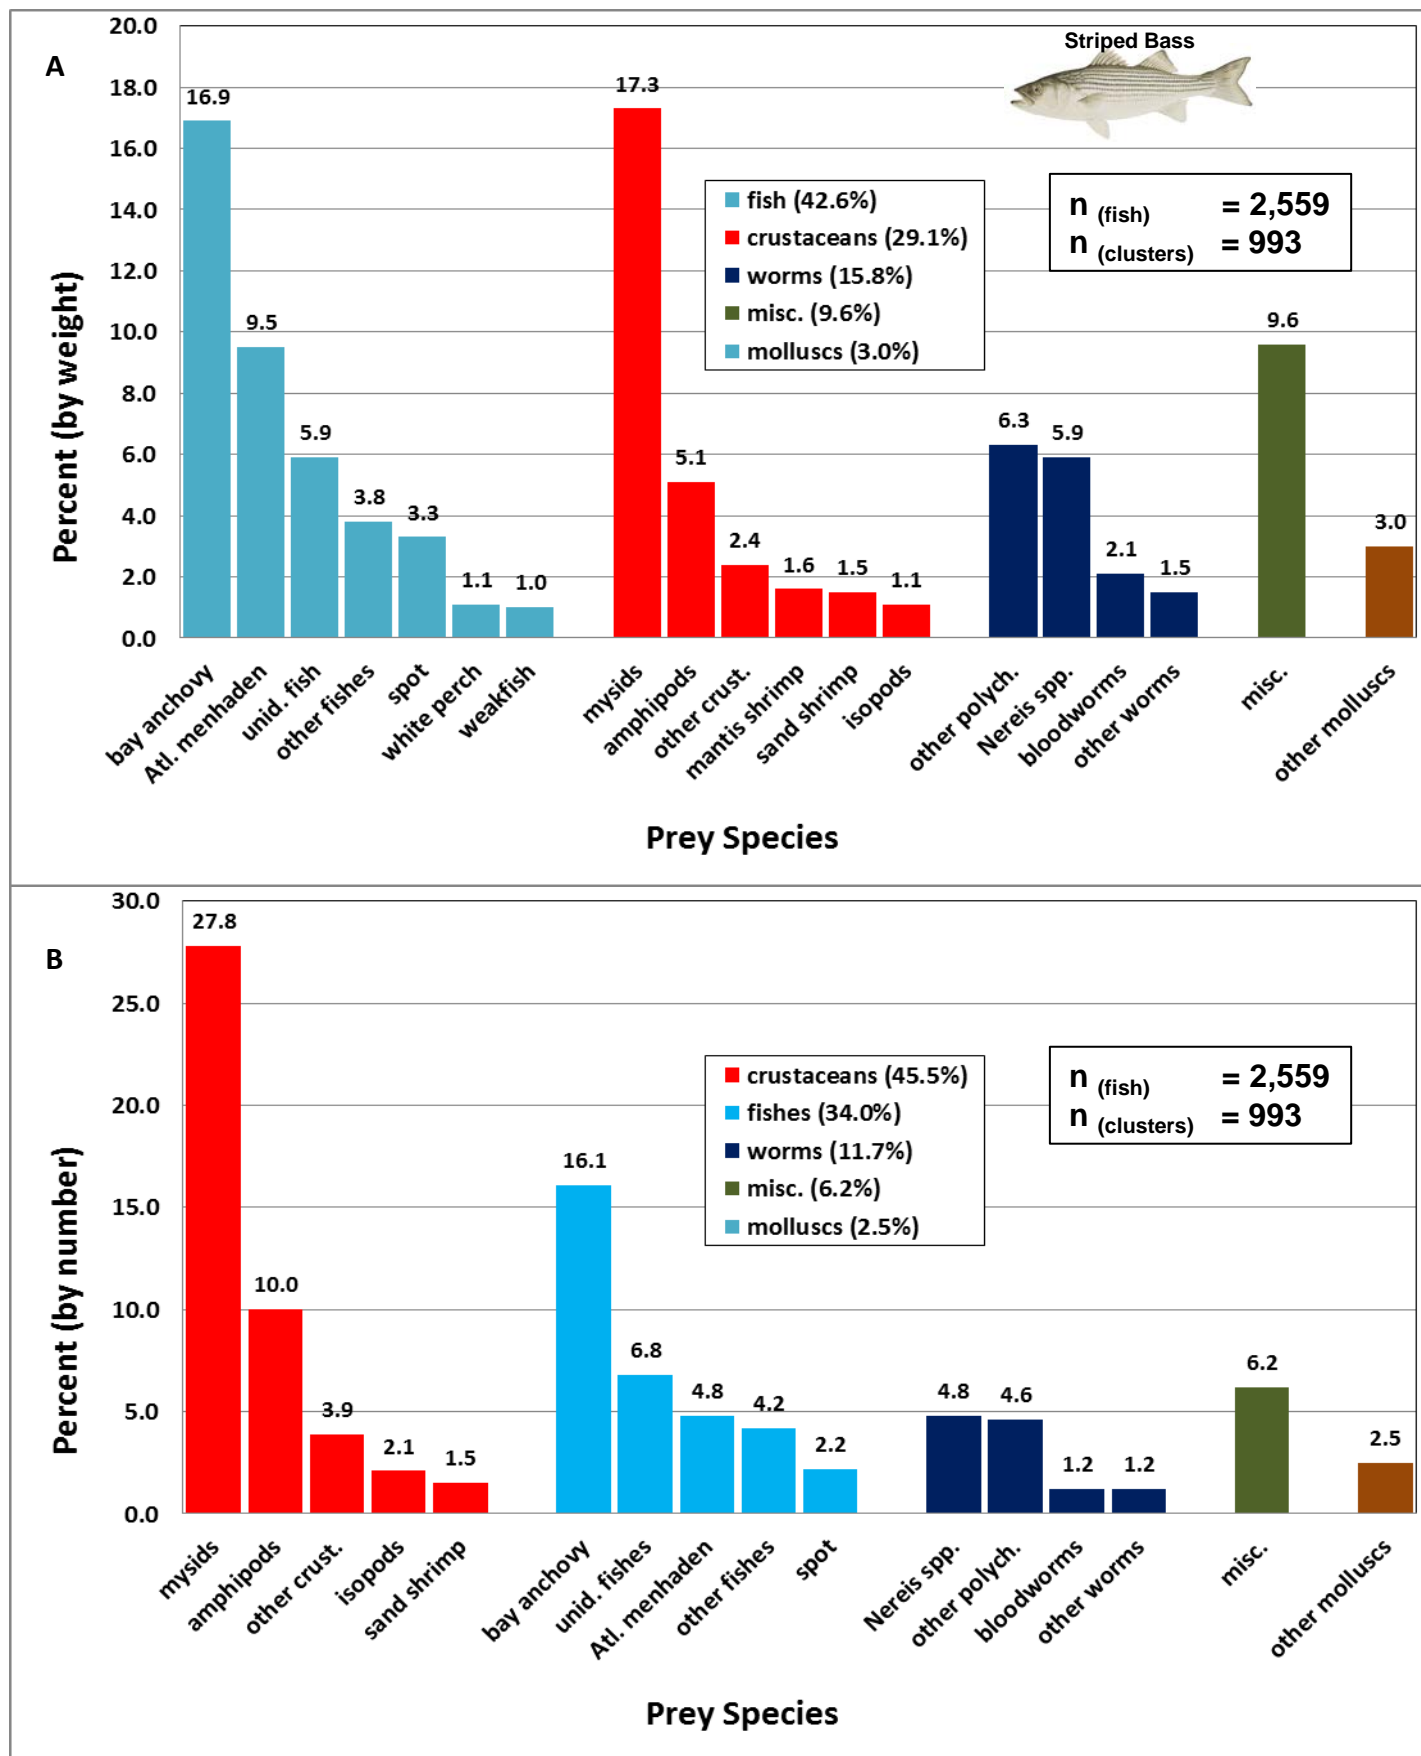 A
Striped Bass
n (fish) = 2,559
n (clusters) = 993
fish (42.6%)
crustaceans (29.1%)
worms (15.8%)
misc. (9.6%)
molluscs (3.0%)
Percent (by weight)
20.0
18.0
16.0
14.0
12.0
10.0
8.0
6.0
4.0
2.0
0.0
16.9
9.5
5.9
3.8
3.3
1.1
1.0
17.3
5.1
2.4
1.6
1.5
1.1
6.3
5.9
2.1
1.5
9.6
3.0
bay anchovy
Atl. menhaden
unid. fish
other fishes
spot
white perch
weakfish
mysids
amphipods
other crust.
mantis shrimp
sand shrimp
isopods
other polych.
Nereis spp.
bloodworms
other worms
misc.
other molluscs
Prey Species
B
n (fish) = 2,559
n (clusters) = 993
crustaceans (45.5%)
fishes (34.0%)
worms (11.7%)
misc. (6.2%)
molluscs (2.5%)
Percent (by number)
30.0
25.0
20.0
15.0
10.0
5.0
0.0
27.8
10.0
3.9
2.1
1.5
16.1
6.8
4.8
4.2
2.2
4.8
4.6
1.2
1.2
6.2
2.5
mysids
amphipods
other crust.
isopods
sand shrimp
bay anchovy
unid. fishes
Atl. menhaden
other fishes
spot
Nereis spp.
other polych.
bloodworms
other worms
misc.
other molluscs
Prey Species